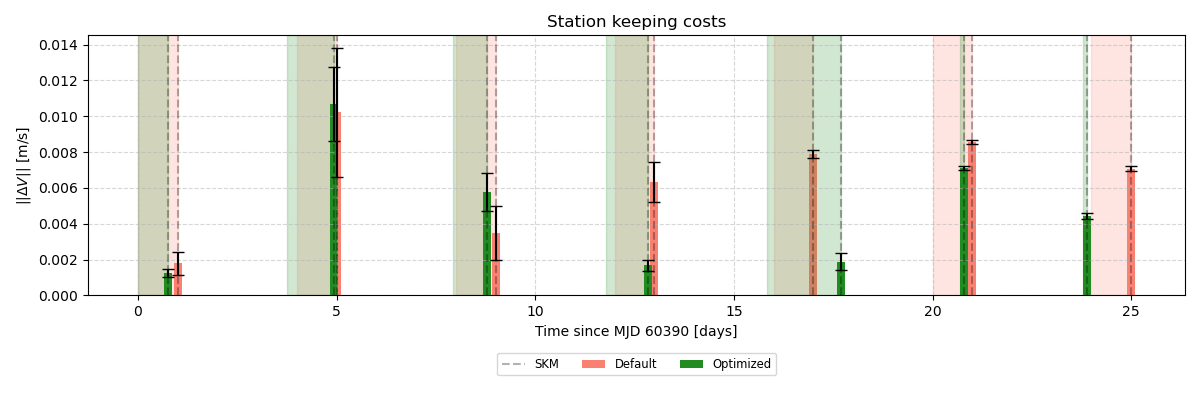 Station keeping costs
0.014
0.012
0.010
0.008
0.006
0.004
0.002
0.000
||ΔV|| [m/s]
0 5 10 15 20 25
Time since MJD 60390 [days]
SKM Default Optimized